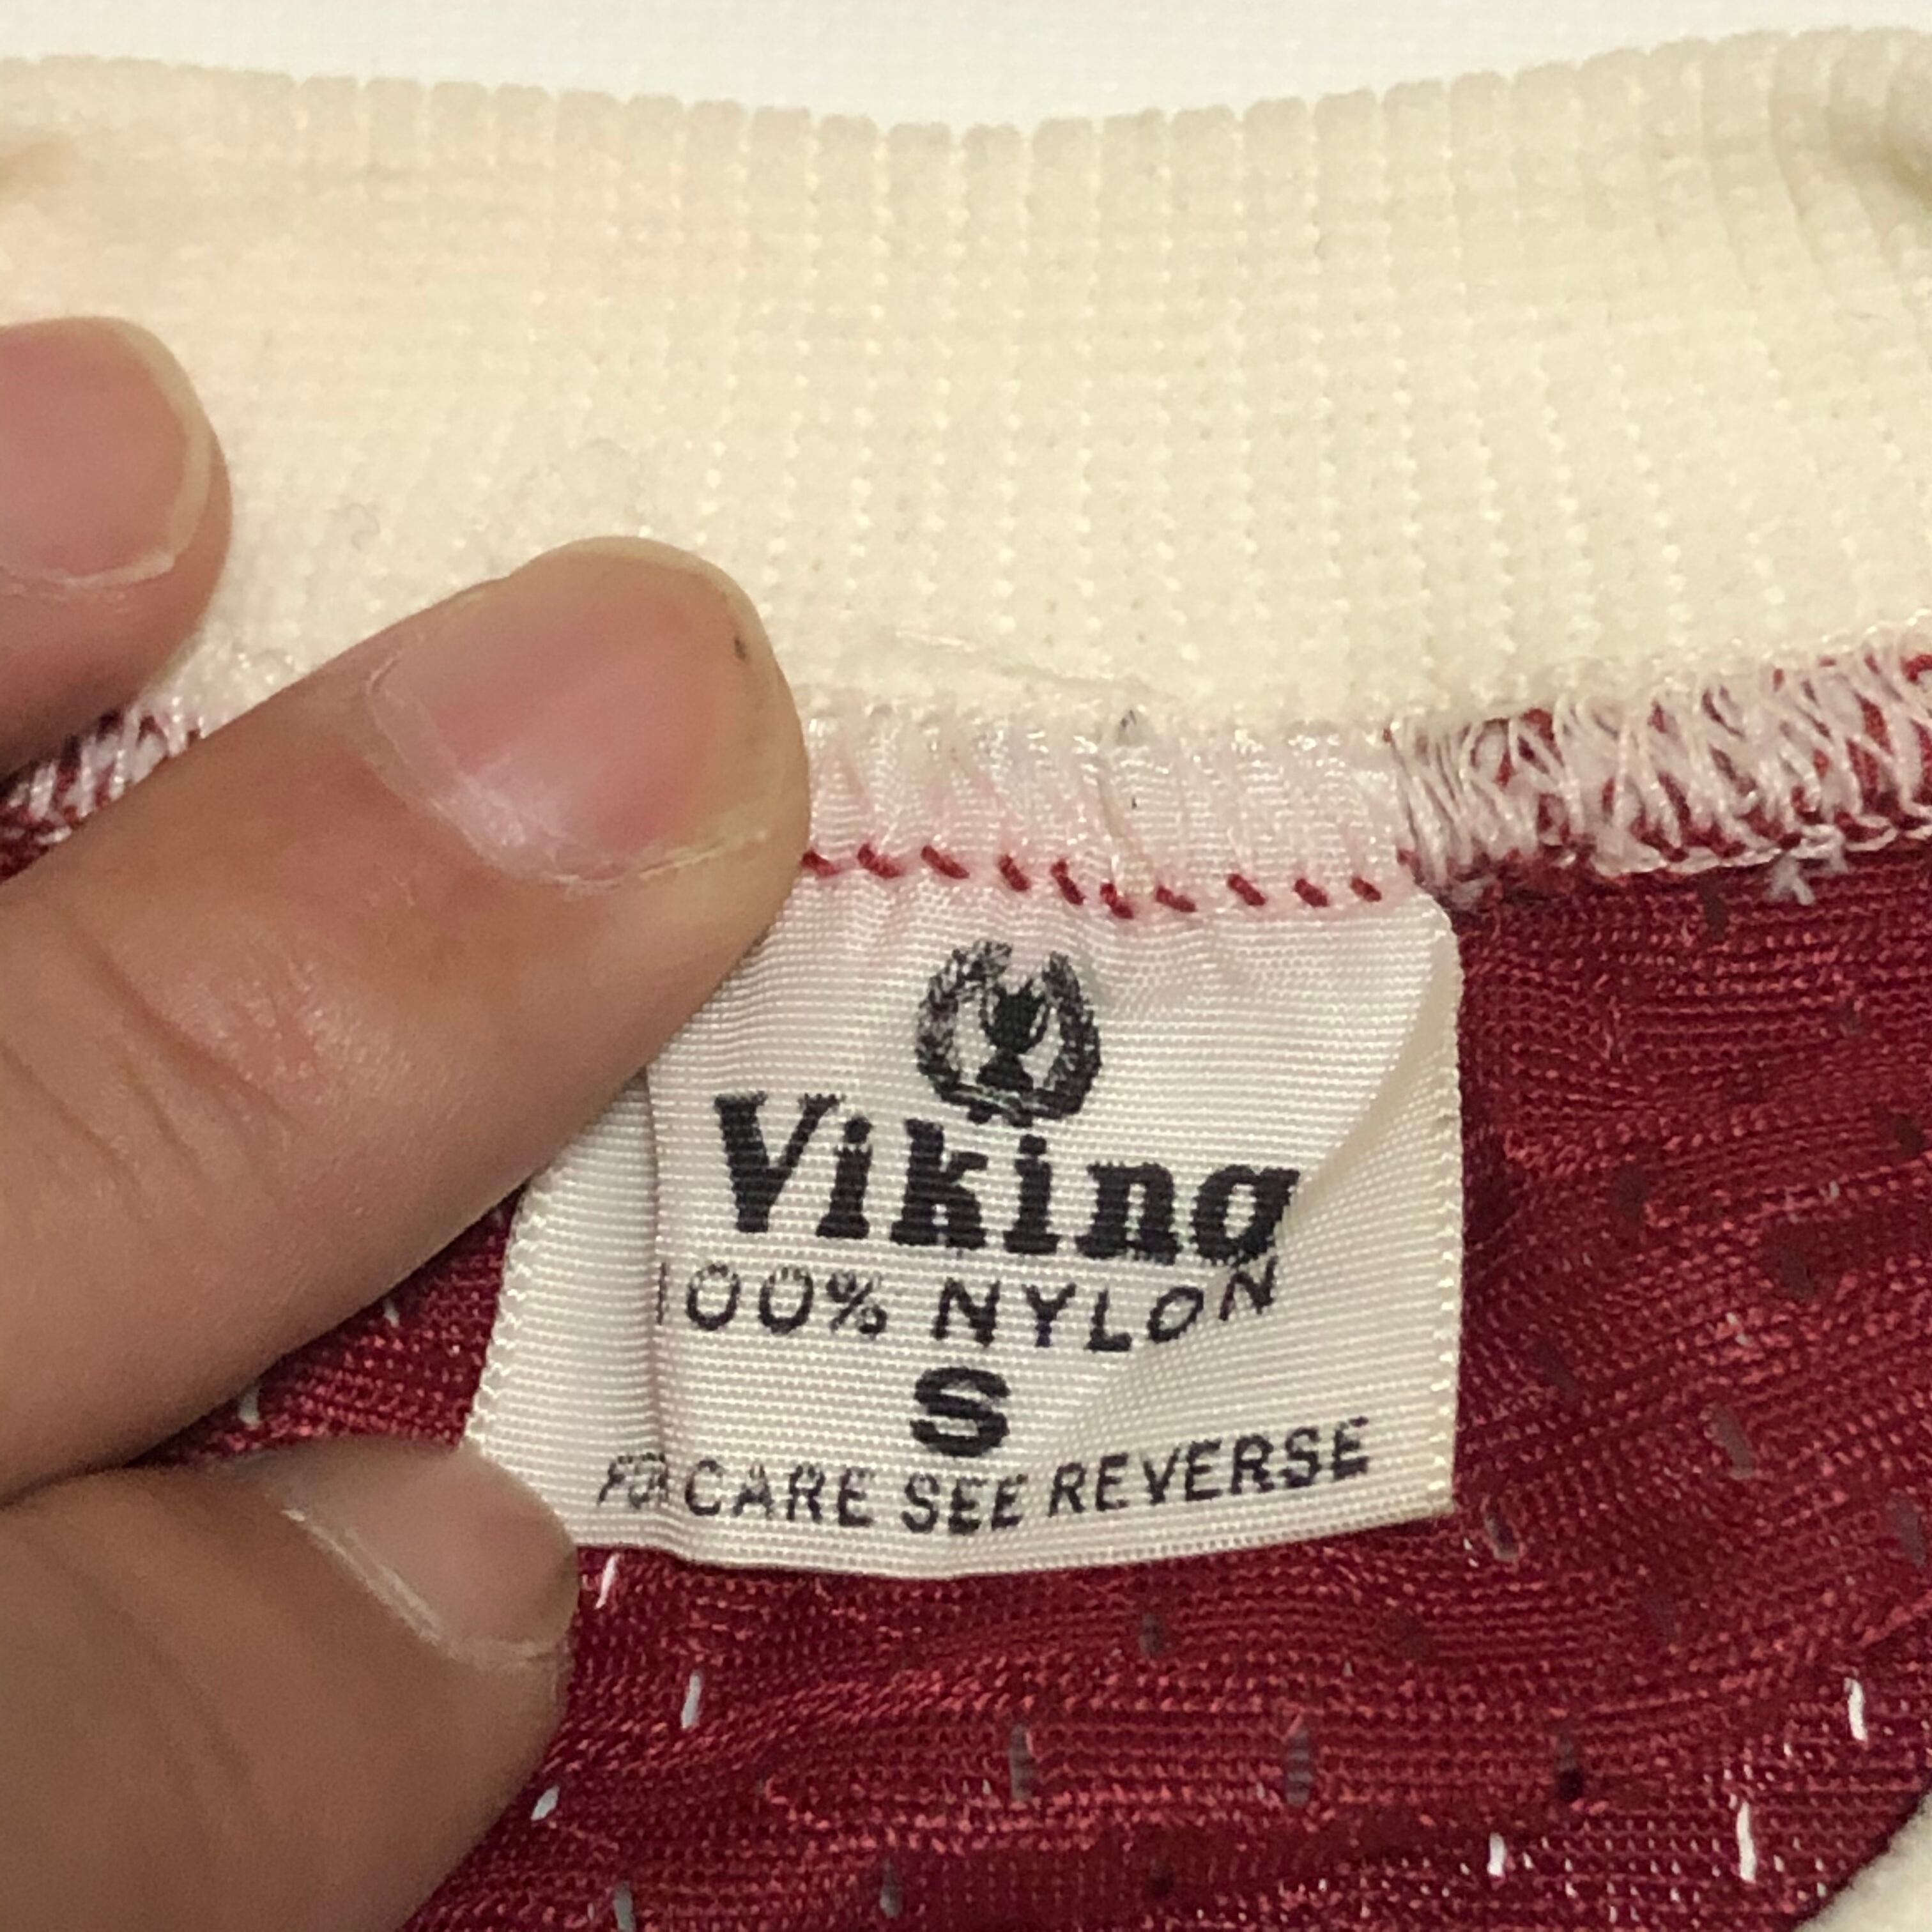 Viking
100% NYLON
S
FOR CARE SEE REVERSE